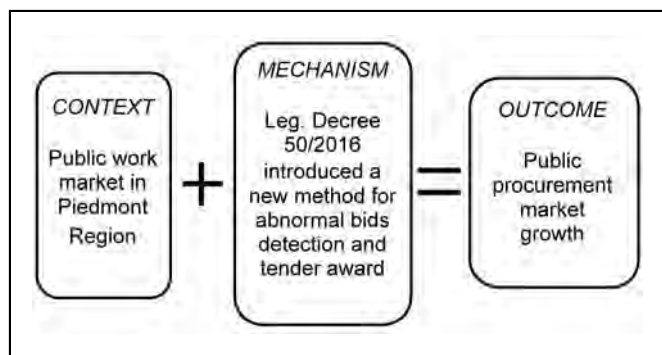 CONTEXT
Public work
market in
Piedmont
Region
+
MECHANISM
Leg. Decree
50/2016
introduced a
new method for
abnormal bids
detection and
tender award
=
OUTCOME
Public
procurement
market
growth